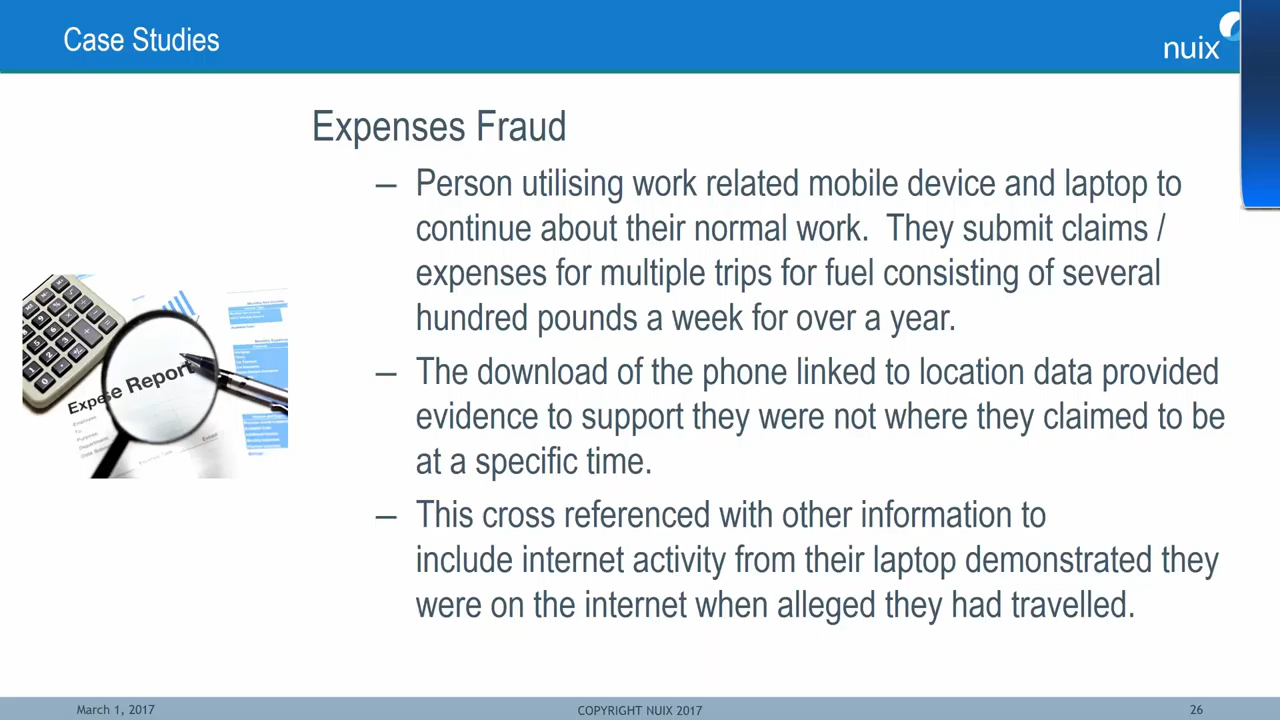 Case Studies
nuix
Expenses Fraud
– Person utilising work related mobile device and laptop to
continue about their normal work.  They submit claims /
expenses for multiple trips for fuel consisting of several
hundred pounds a week for over a year.
– The download of the phone linked to location data provided
evidence to support they were not where they claimed to be
at a specific time.
– This cross referenced with other information to
include internet activity from their laptop demonstrated they
were on the internet when alleged they had travelled.
Expense Report
March 1, 2017
COPYRIGHT NUIX 2017
26